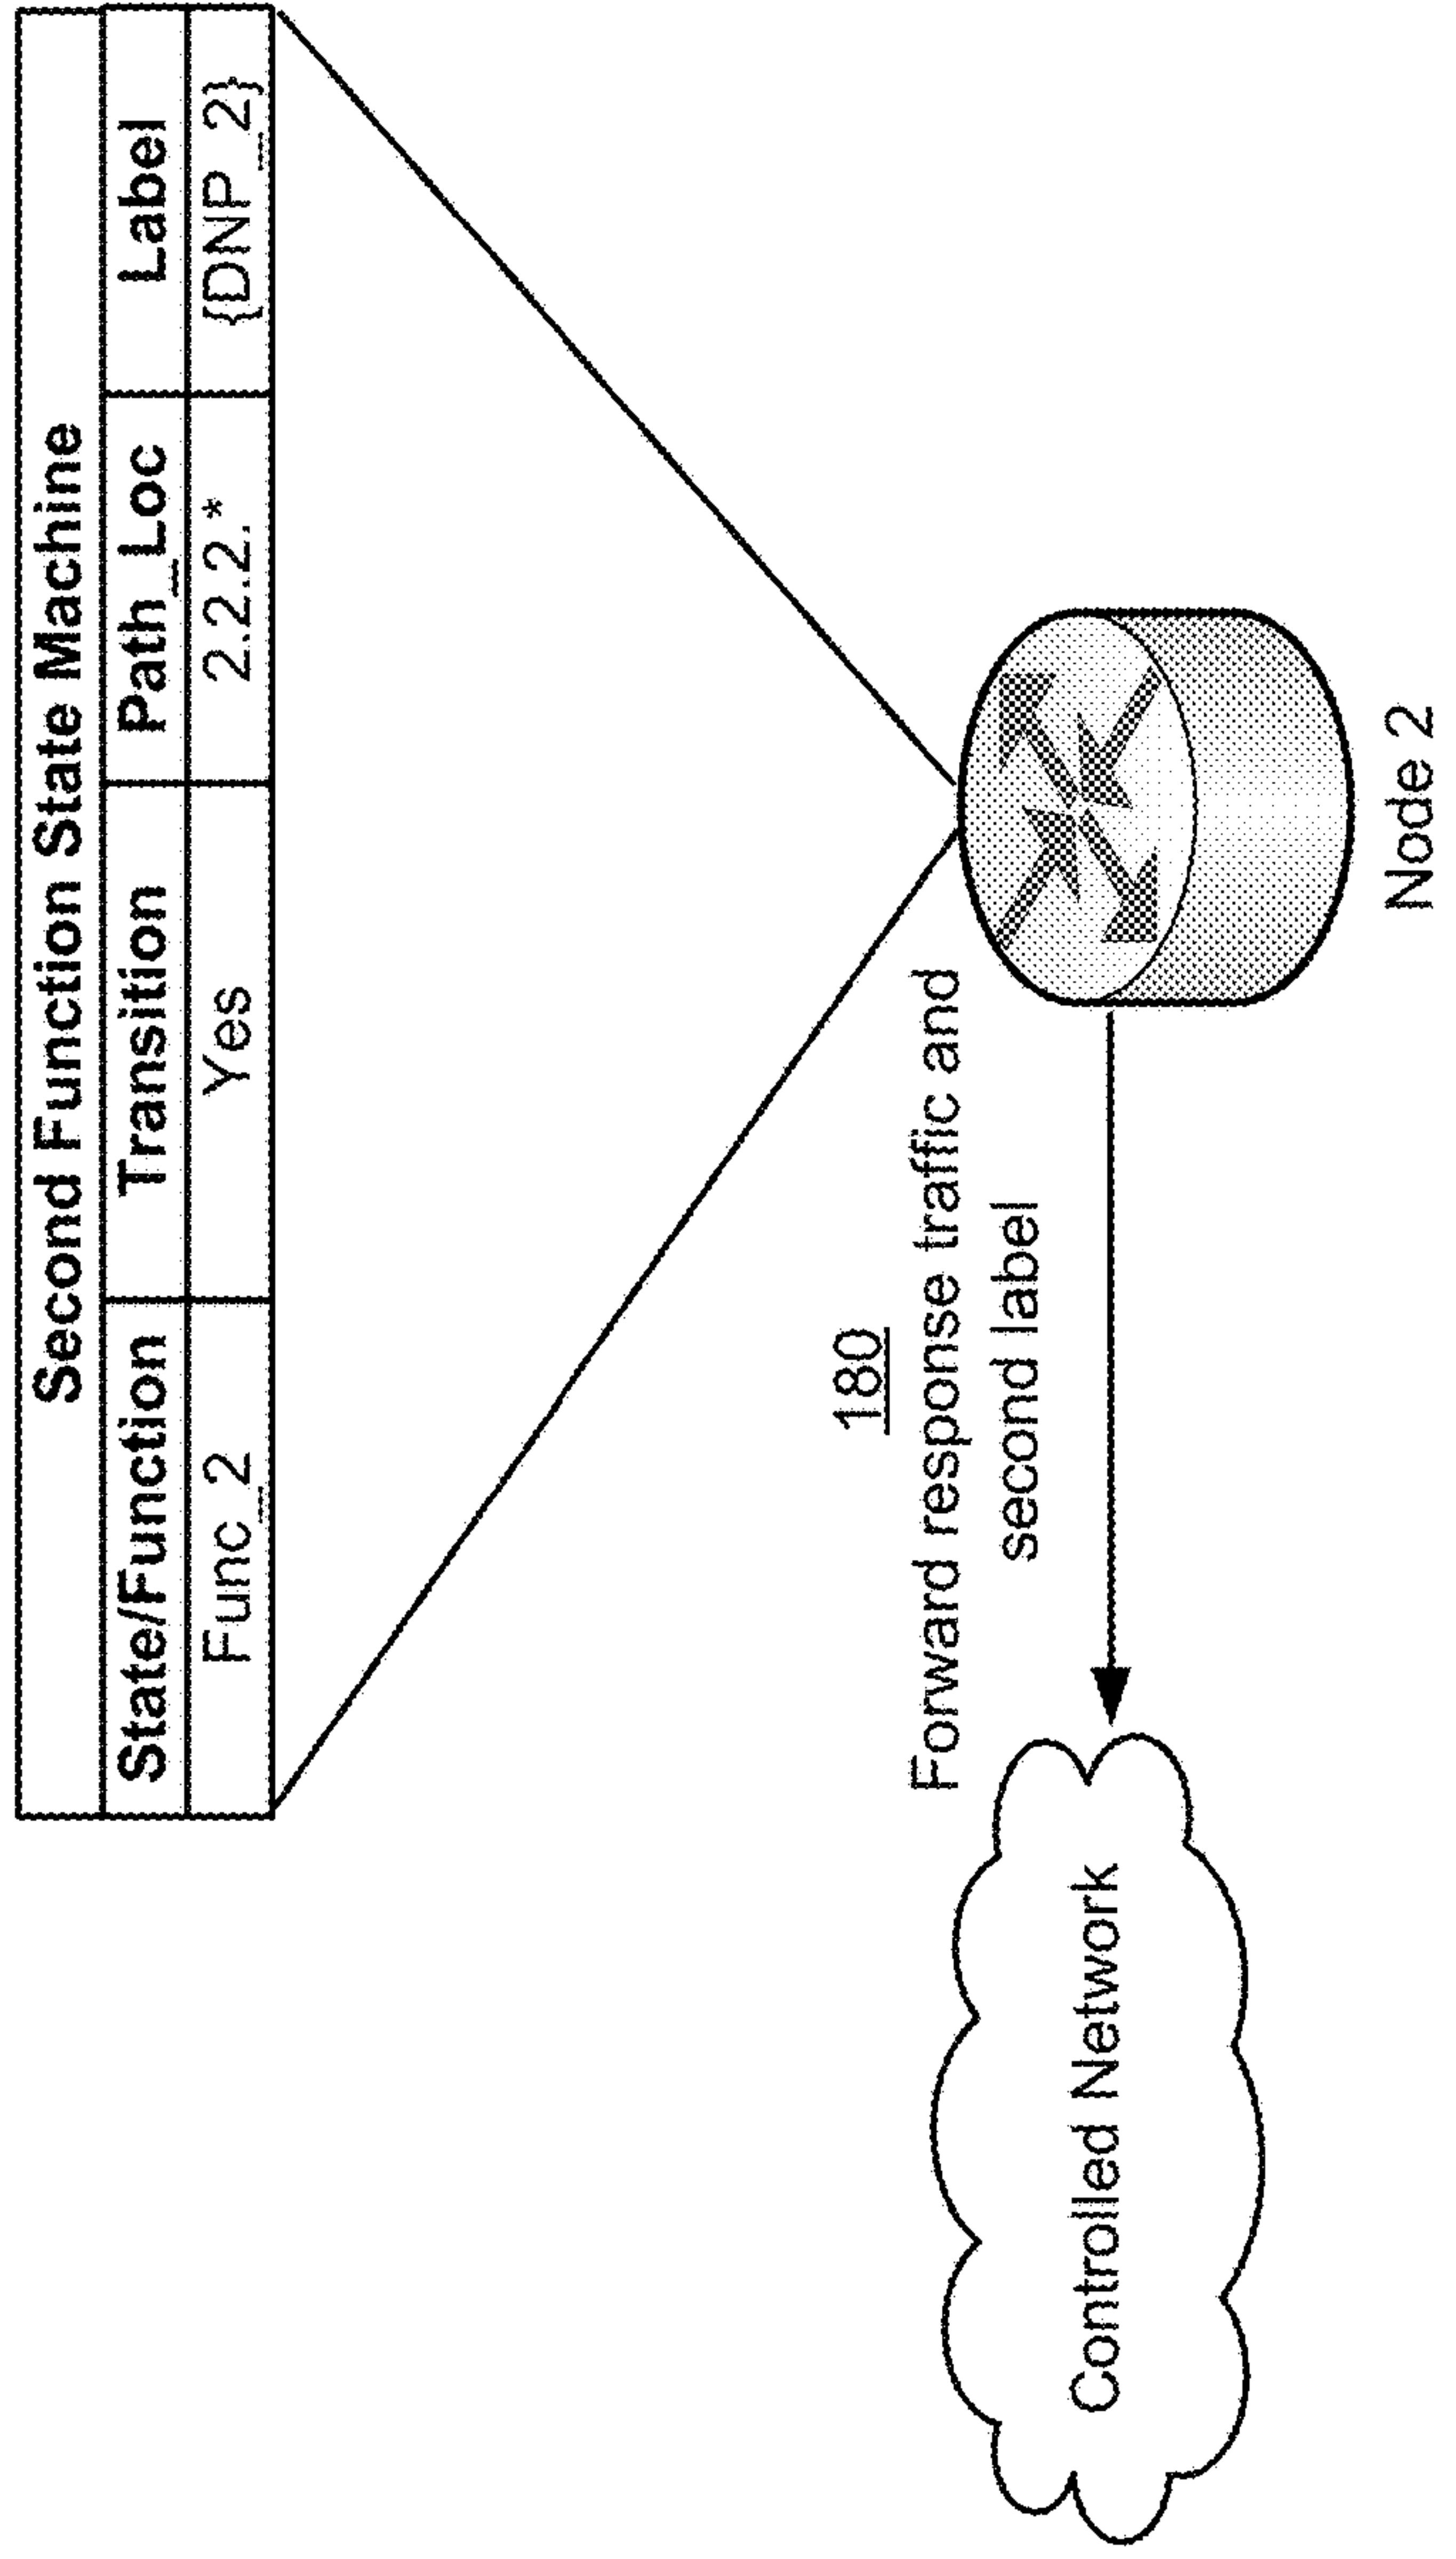 Second Function State Machine
State/Function Transition Path_Loc Label
Func_2 Yes 2.2.2.* {DNP_2}
180
Forward response traffic and
second label
Controlled Network
Node 2